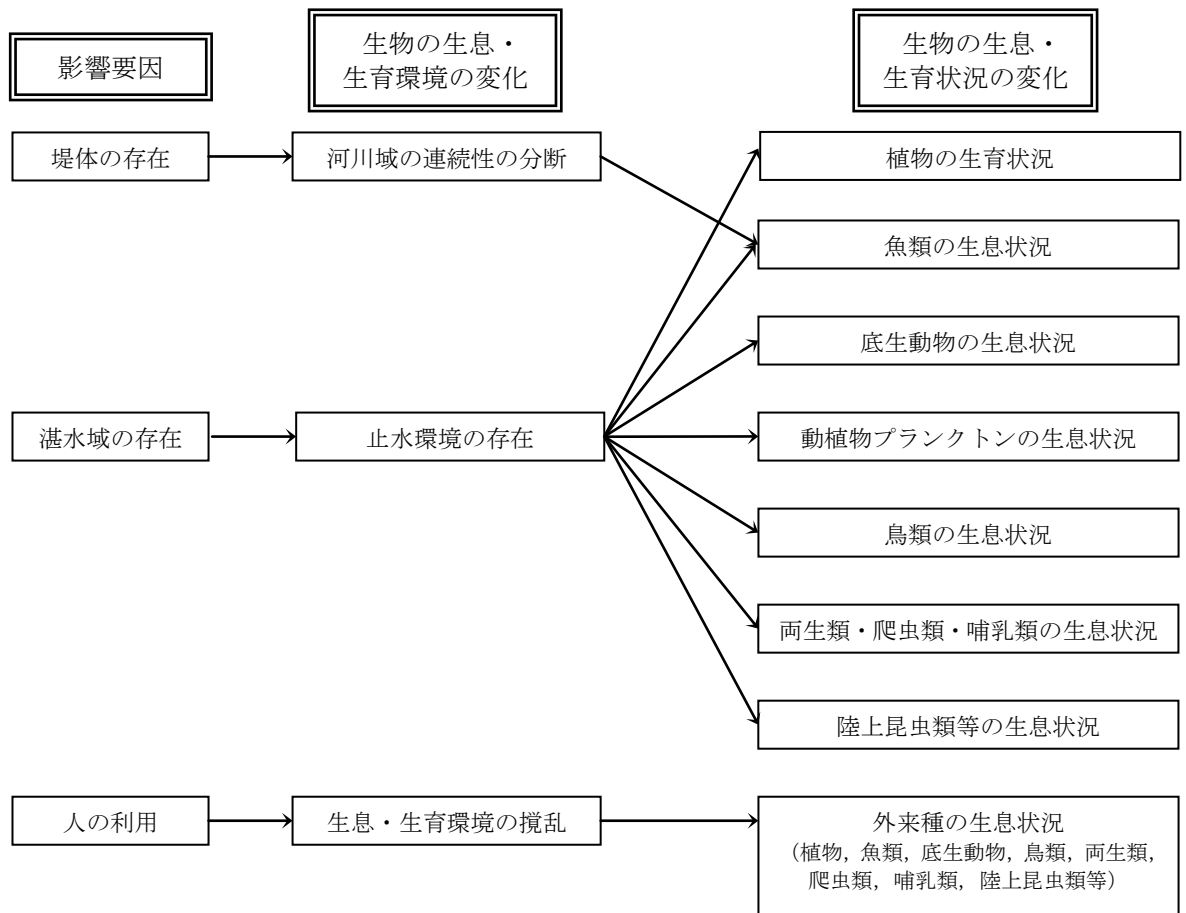 影響要因
生物の生息・
生育環境の変化
生物の生息・
生育状況の変化
堤体の存在
河川域の連続性の分断
植物の生育状況
魚類の生息状況
底生動物の生息状況
湛水域の存在
止水環境の存在
動植物プランクトンの生息状況
鳥類の生息状況
両生類・爬虫類・哺乳類の生息状況
陸上昆虫類等の生息状況
人の利用
生息・生育環境の撹乱
外来種の生息状況
（植物，魚類，底生動物，鳥類，両生類，
爬虫類，哺乳類，陸上昆虫類等）